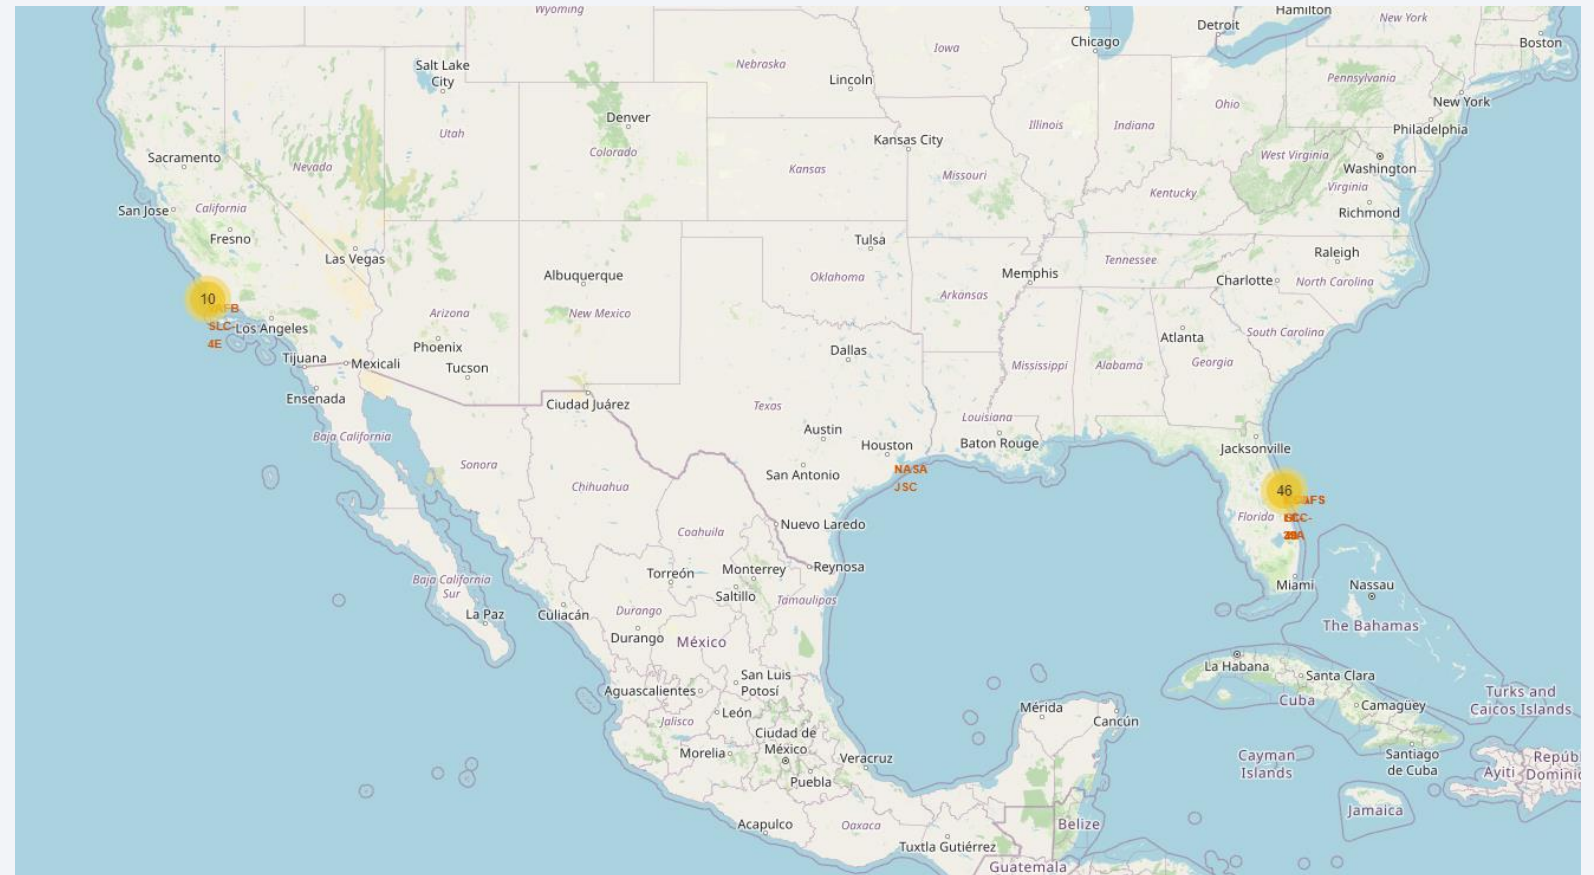 Wyoming
Hamilton
New York
Detroit
Chicago
Boston
Iowa
Salt Lake
City
Nebraska
Lincoln
Pennsylvania
New York
Ohio
Denver
Philadelphia
Utah
Illinois
Indiana
Kansas City
Colorado
Sacramento
Nevada
Kansas
Missouri
West Virginia
Washington
Virginia
Kentucky
San Jose
California
Richmond
Fresno
Tulsa
Las Vegas
Raleigh
Tennessee
Albuquerque
Oklahoma
Memphis
Charlotte
North Carolina
Arkansas
10
AFB
SLC-
4E
Los Angeles
Arizona
New Mexico
South Carolina
Atlanta
Phoenix
Dallas
Tijuana
Mexicali
Tucson
Mississippi
Alabama
Georgia
Ensenada
Ciudad Juárez
Texas
Louisiana
Austin
Baja California
Houston
Baton Rouge
Jacksonville
Sonora
San Antonio
NASA
JSC
Chihuahua
46
AFS
Florida
Nuevo Laredo
Coahuila
Torreón
Monterrey
Reynosa
Baja California
Sur
Miami
Nassau
Saltillo
Tamaulipas
La Paz
Culiacán
Durango
Durango
México
The Bahamas
La Habana
Santa Clara
San Luis
Potosí
Aguascalientes
Turks and
Caicos Islands
Cuba
Camagüey
León
Mérida
Cancún
Jalisco
Ciudad de
México
Morelia
Veracruz
Cayman
Islands
Santiago
de Cuba
Repúbl
Dominic
Ayiti
Puebla
Jamaica
Acapulco
Oaxaca
Belize
Tuxtla Gutiérrez
Guatemala